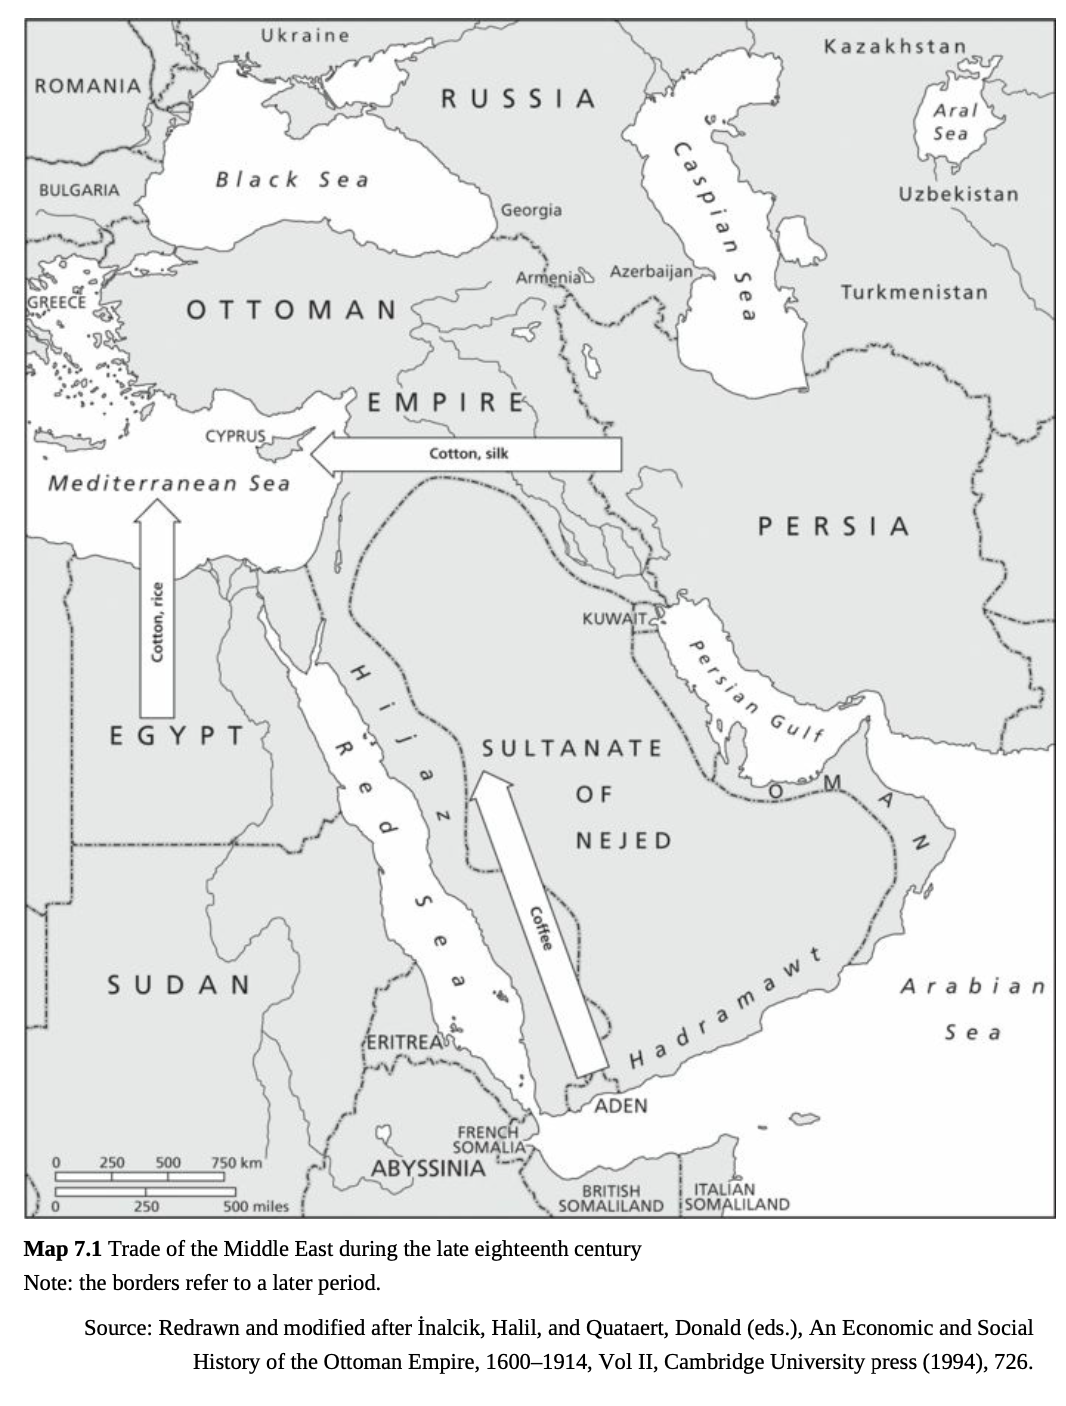 Ukraine
Kazakhstan
ROMANIA
RUSSIA
Aral
Sea
Caspian Sea
Black Sea
BULGARIA
Uzbekistan
Georgia
Armenia
Azerbaijan
GREECE
OTTOMAN
Turkmenistan
EMPIRE
CYPRUS
Cotton, silk
Mediterranean Sea
PERSIA
Cotton, rice
KUWAIT
Persian Gulf
Hijaz
EGYPT
Red Sea
SULTANATE
OF
NEJED
OMAN
Coffee
SUDAN
Hadramawt
Arabian
Sea
ERITREA
ADEN
FRENCH
SOMALIA
ABYSSINIA
BRITISH
SOMALILAND
ITALIAN
SOMALILAND
0 250 500 750 km
0 250 500 miles
Map 7.1 Trade of the Middle East during the late eighteenth century
Note: the borders refer to a later period.
Source: Redrawn and modified after İnalcik, Halil, and Quataert, Donald (eds.), An Economic and Social
History of the Ottoman Empire, 1600–1914, Vol II, Cambridge University press (1994), 726.